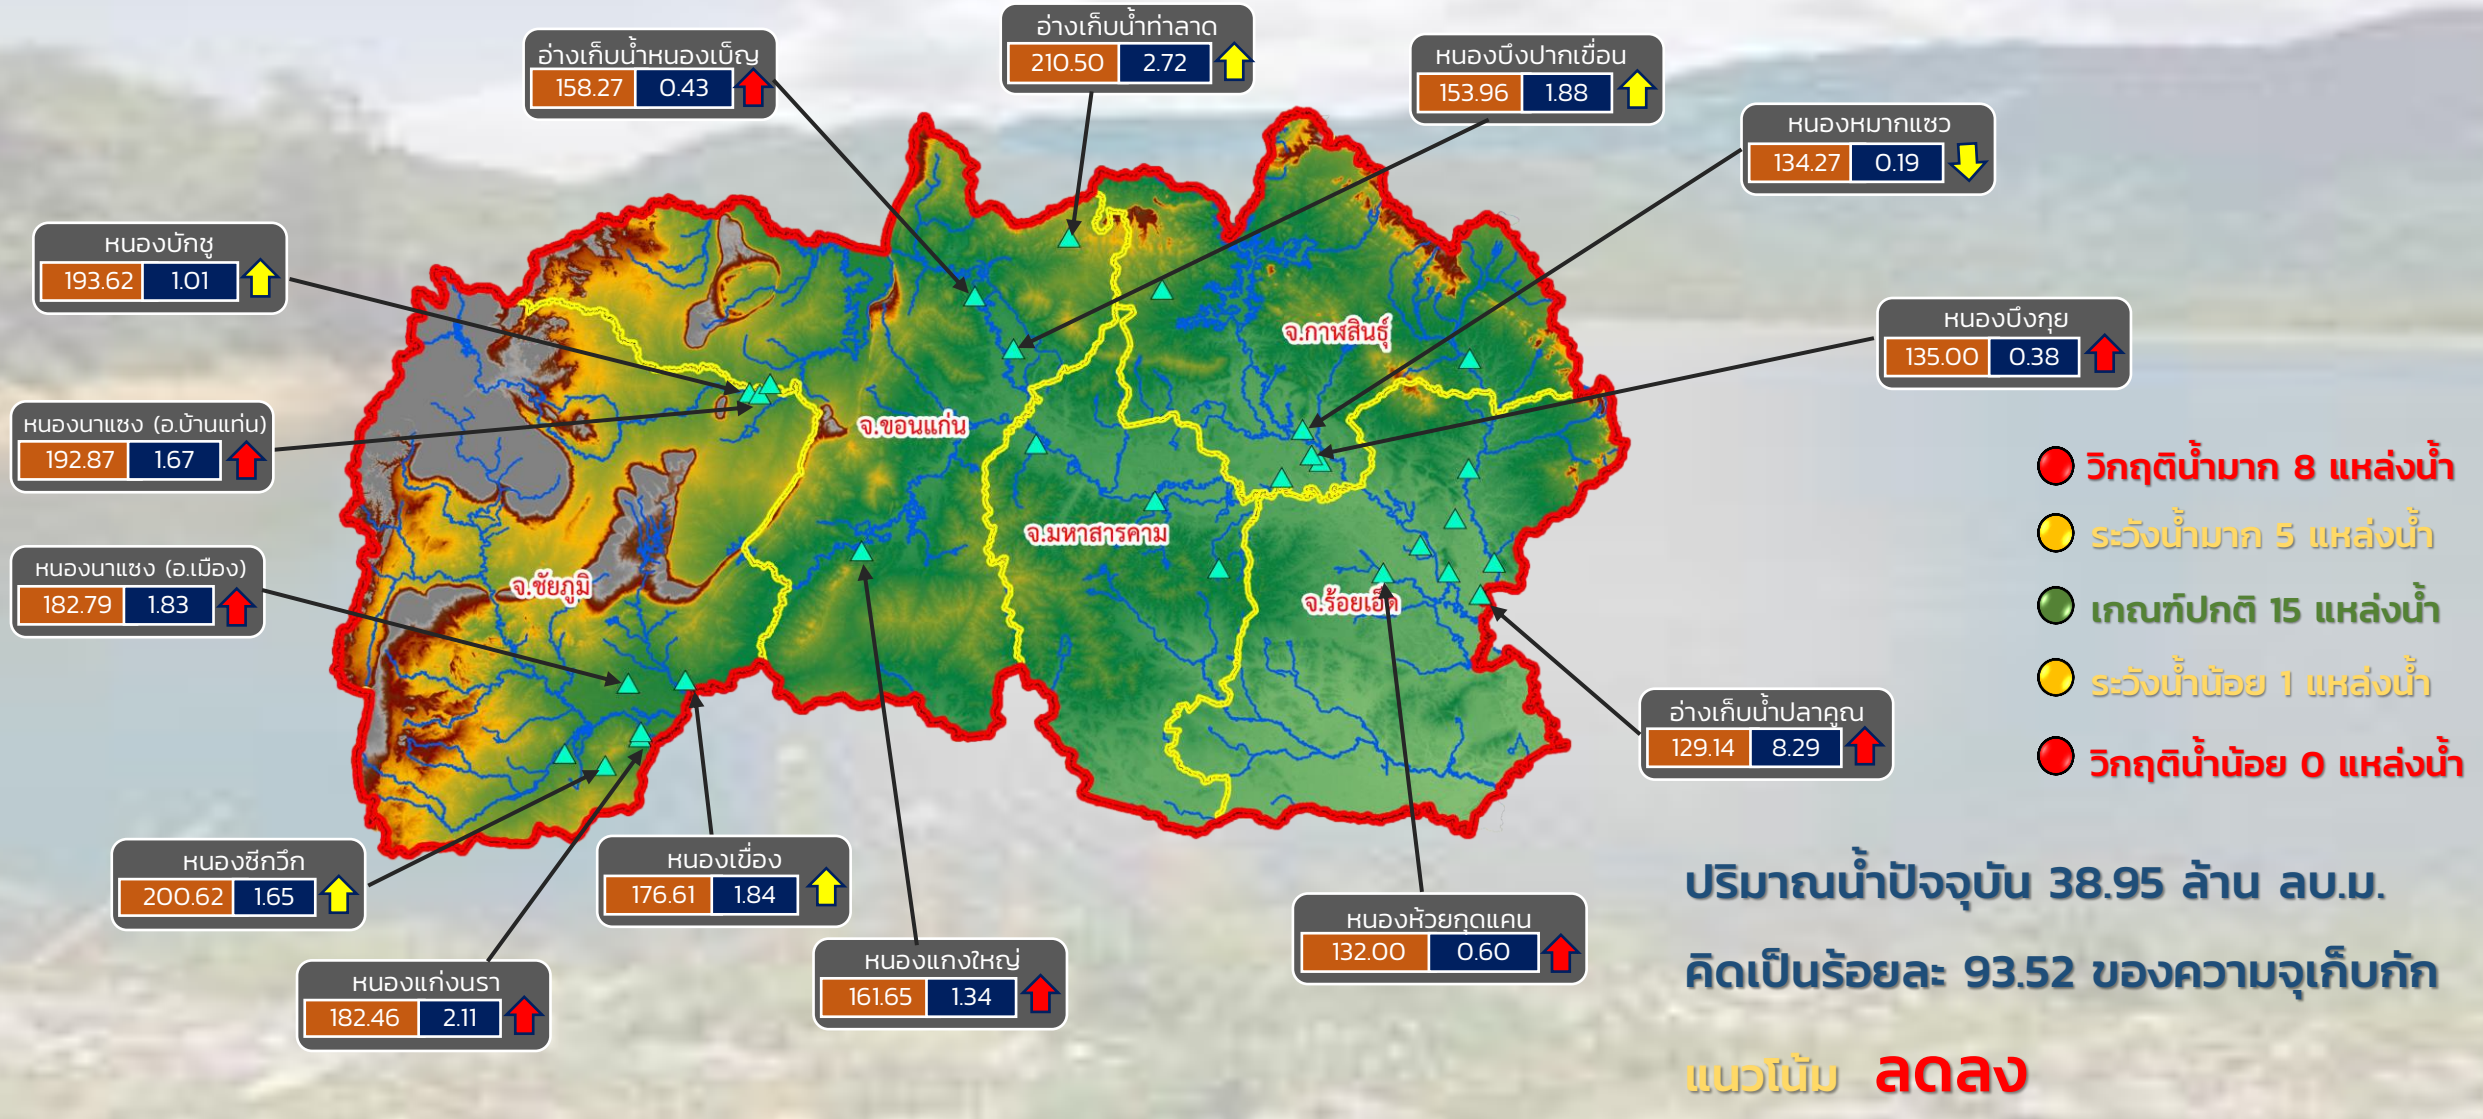 อ่างเก็บน้ำท่าลาด
210.50 2.72
อ่างเก็บน้ำหนองเบ็ญ
158.27 0.43
หนองบึงปากเขื่อน
153.96 1.88
หนองหมากแซว
134.27 0.19
หนองบักชู
193.62 1.01
หนองบึงกุย
135.00 0.38
จ.กาฬสินธุ์
หนองนาแซง (อ.บ้านแท่น)
192.87 1.67
จ.ขอนแก่น
วิกฤติน้ำมาก 8 แหล่งน้ำ
ระวังน้ำมาก 5 แหล่งน้ำ
จ.มหาสารคาม
หนองนาแซง (อ.เมือง)
182.79 1.83
จ.ชัยภูมิ
จ.ร้อยเอ็ด
เกณฑ์ปกติ 15 แหล่งน้ำ
ระวังน้ำน้อย 1 แหล่งน้ำ
อ่างเก็บน้ำปลาคูณ
129.14 8.29
วิกฤติน้ำน้อย 0 แหล่งน้ำ
หนองซีกวึก
200.62 1.65
หนองเขื่อง
176.61 1.84
หนองห้วยกุดแคน
132.00 0.60
หนองแกงใหญ่
161.65 1.34
หนองแก่งนรา
182.46 2.11
ปริมาณน้ำปัจจุบัน 38.95 ล้าน ลบ.ม.
คิดเป็นร้อยละ 93.52 ของความจุเก็บกัก
แนวโน้ม ลดลง